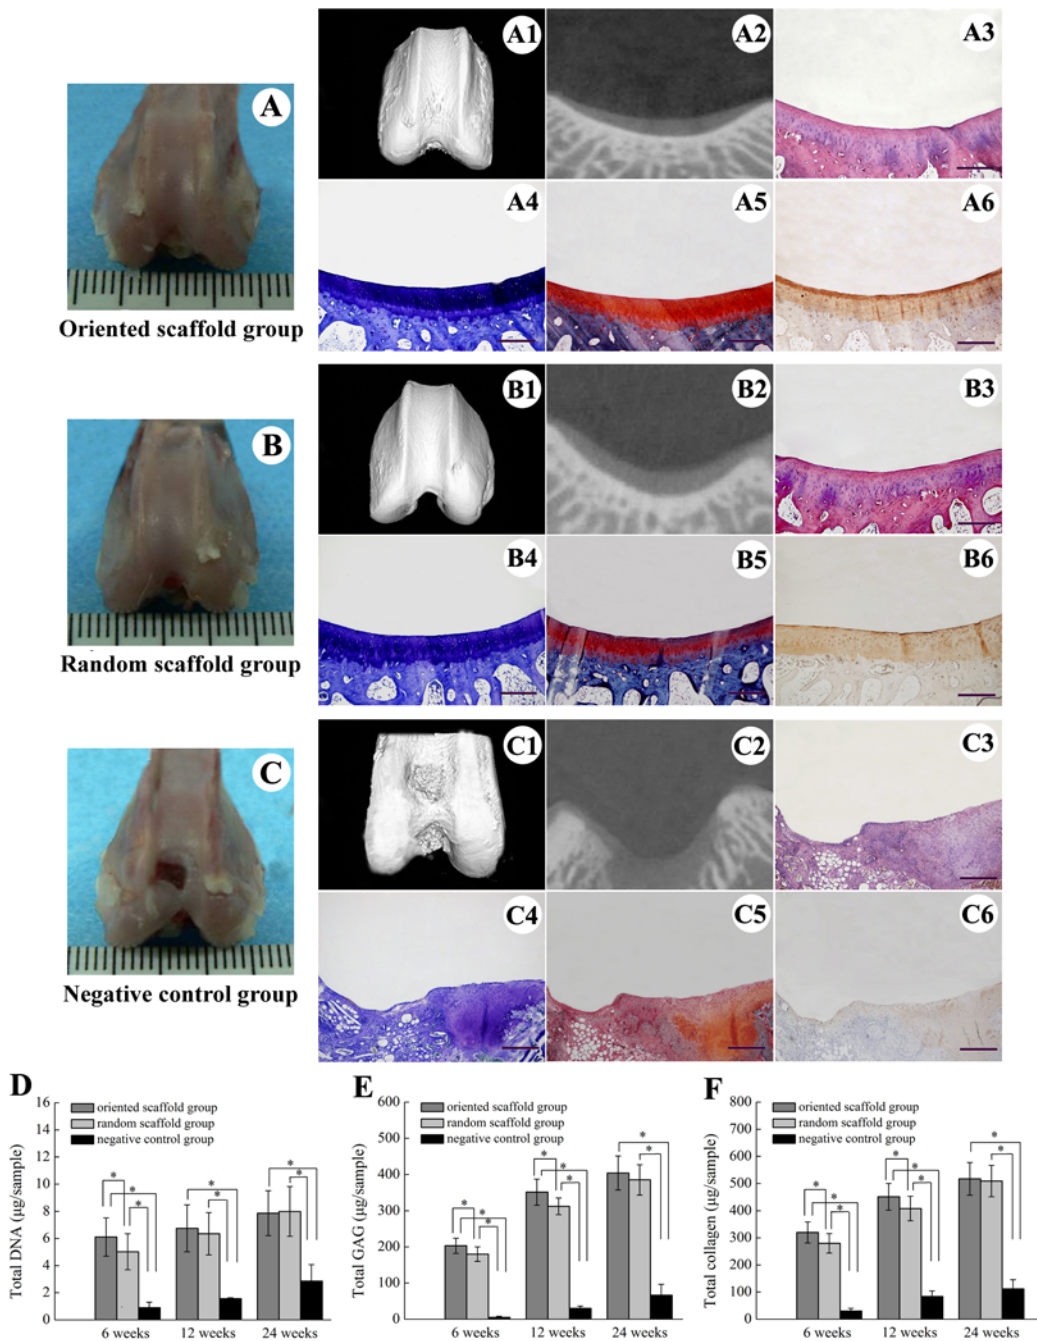 A
A1
A2
A3
A4
A5
A6
Oriented scaffold group
B
B1
B2
B3
B4
B5
B6
Random scaffold group
C
C1
C2
C3
C4
C5
C6
Negative control group
D
Total DNA (µg/sample)
16
14
12
10
8
6
4
2
0
oriented scaffold group
random scaffold group
negative control group
* * *
* *
* *
6 weeks 12 weeks 24 weeks
E
Total GAG (µg/sample)
600
500
400
300
200
100
0
oriented scaffold group
random scaffold group
negative control group
* * *
* * *
* *
6 weeks 12 weeks 24 weeks
F
Total collagen (µg/sample)
800
700
600
500
400
300
200
100
0
oriented scaffold group
random scaffold group
negative control group
* * *
* * *
* *
6 weeks 12 weeks 24 weeks